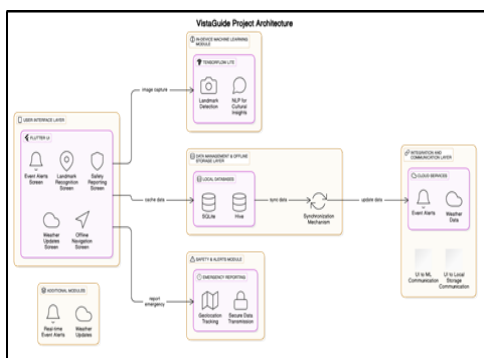 VistaGuide Project Architecture
IN-DEVICE MACHINE LEARNING
MODULE
TENSORFLOW LITE
Landmark
Detection
NLP for
Cultural
Insights
image capture
USER INTERFACE LAYER
FLUTTER UI
Event Alerts
Screen
Landmark
Recognition
Screen
Safety
Reporting
Screen
Weather
Updates
Screen
Offline
Navigation
Screen
cache data
DATA MANAGEMENT & OFFLINE
STORAGE LAYER
LOCAL DATABASES
SQLite
Hive
sync data
Synchronization
Mechanism
update data
INTEGRATION AND
COMMUNICATION LAYER
CLOUD SERVICES
Event Alerts
Weather
Data
UI to ML
Communication
UI to Local
Storage
Communication
report
emergency
SAFETY & ALERTS MODULE
EMERGENCY REPORTING
Geolocation
Tracking
Secure Data
Transmission
ADDITIONAL MODULES
Real-time
Event Alerts
Weather
Updates